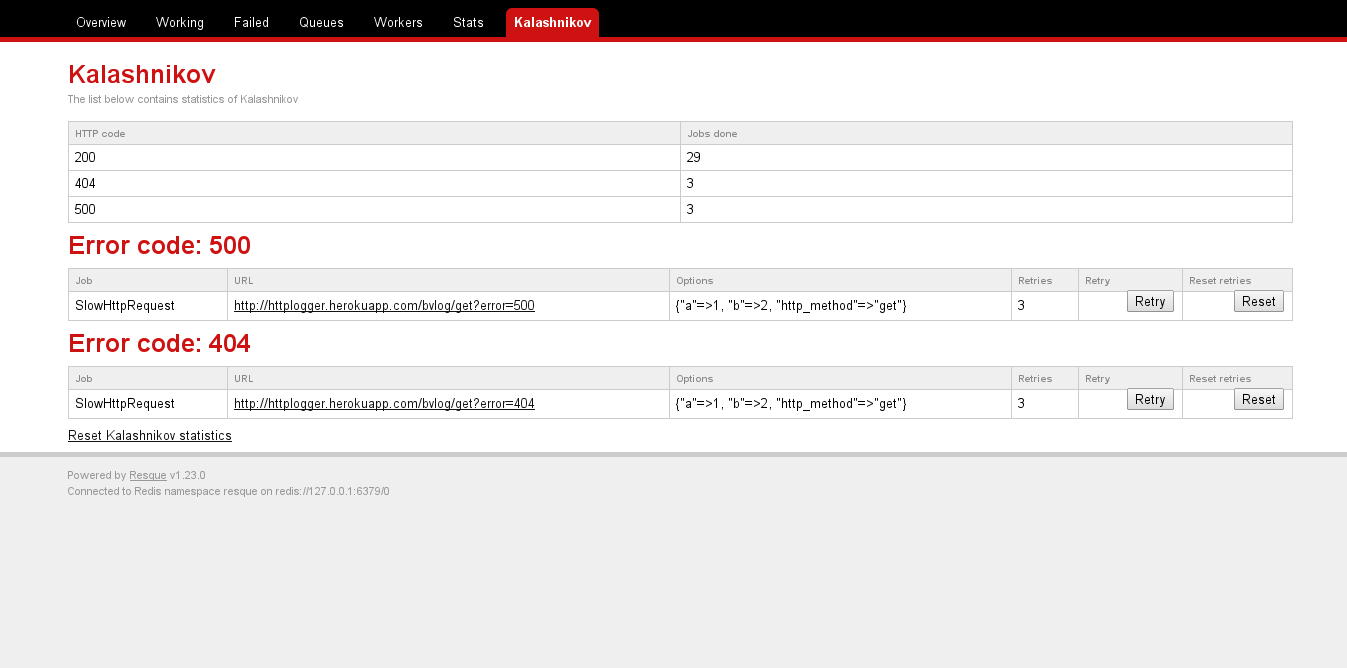 Overview Working Failed Queues Workers Stats Kalashnikov
Kalashnikov
The list below contains statistics of Kalashnikov
HTTP code Jobs done
200 29
404 3
500 3
Error code: 500
Job URL Options Retries Retry Reset retries
SlowHttpRequest http://httplogger.herokuapp.com/bvlog/get?error=500 {"a"=>1, "b"=>2, "http_method"=>"get"} 3 Retry Reset
Error code: 404
Job URL Options Retries Retry Reset retries
SlowHttpRequest http://httplogger.herokuapp.com/bvlog/get?error=404 {"a"=>1, "b"=>2, "http_method"=>"get"} 3 Retry Reset
Reset Kalashnikov statistics
Powered by Resque v1.23.0
Connected to Redis namespace resque on redis://127.0.0.1:6379/0